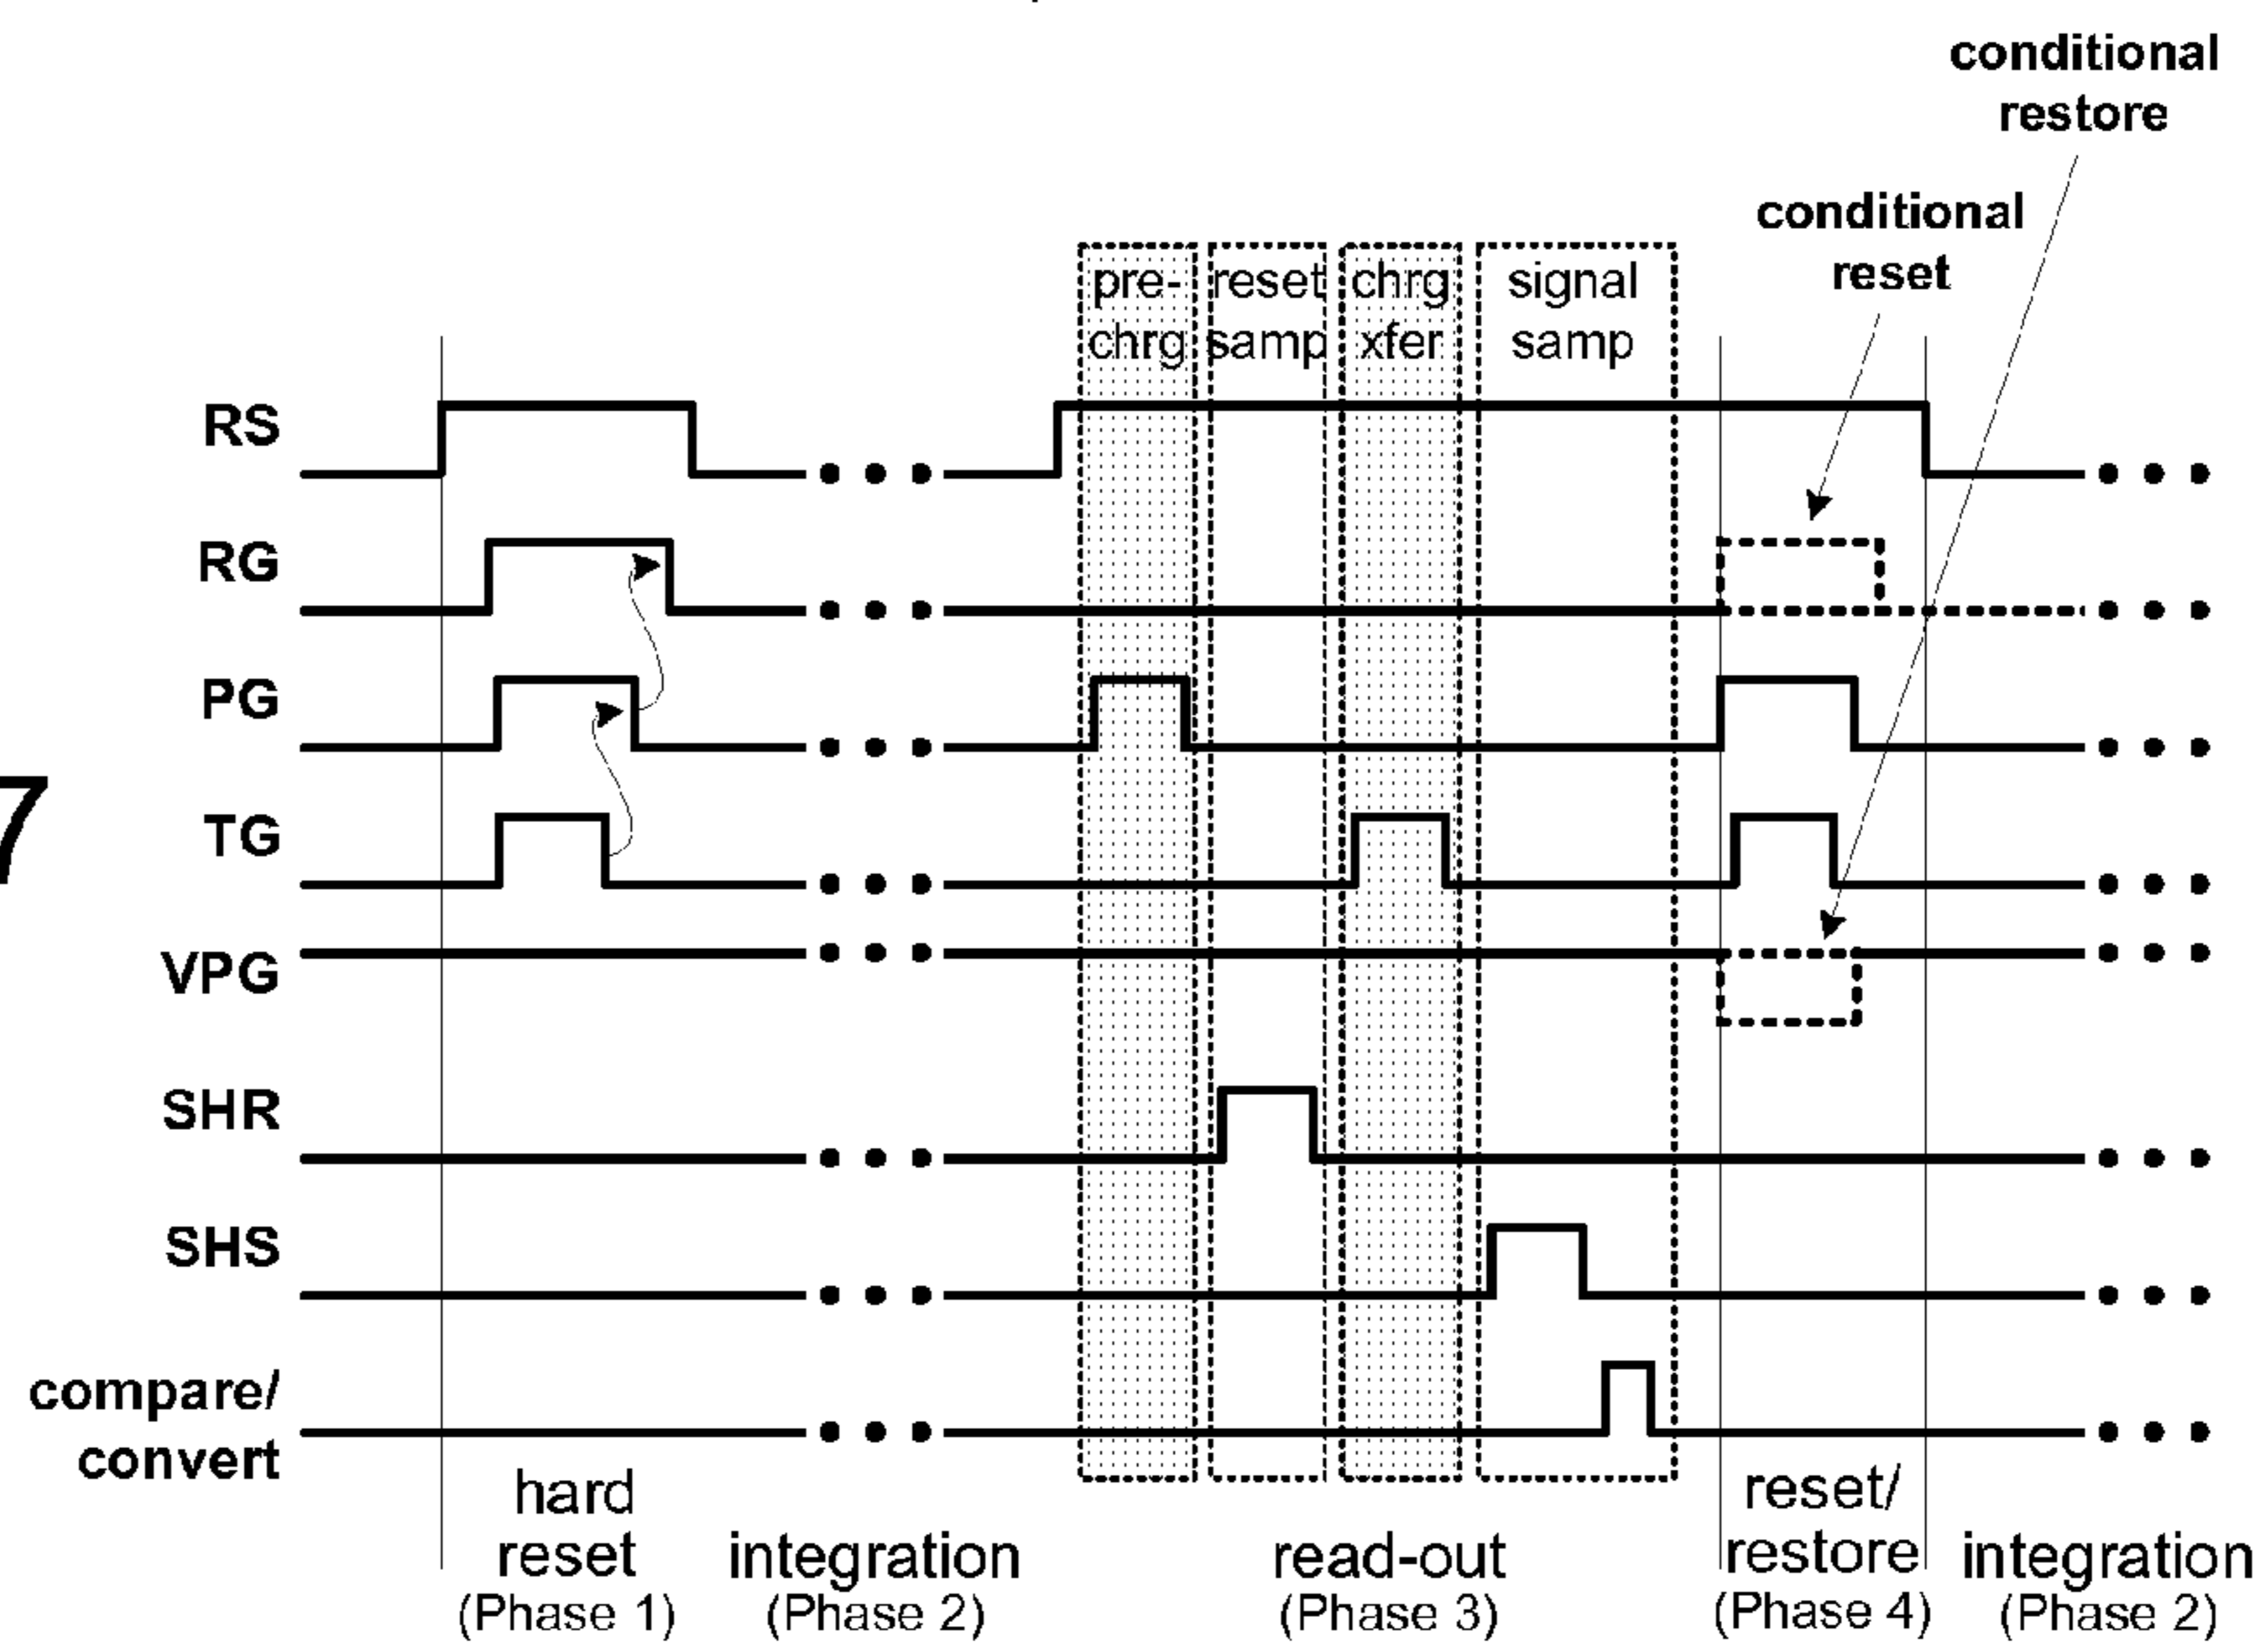 conditional
restore
conditional
reset
pre-
chrg
reset
samp
chrg
xfer
signal
samp
RS
RG
PG
7
TG
VPG
SHR
SHS
compare/
convert
hard
reset
(Phase 1)
integration
(Phase 2)
read-out
(Phase 3)
reset/
restore
(Phase 4)
integration
(Phase 2)